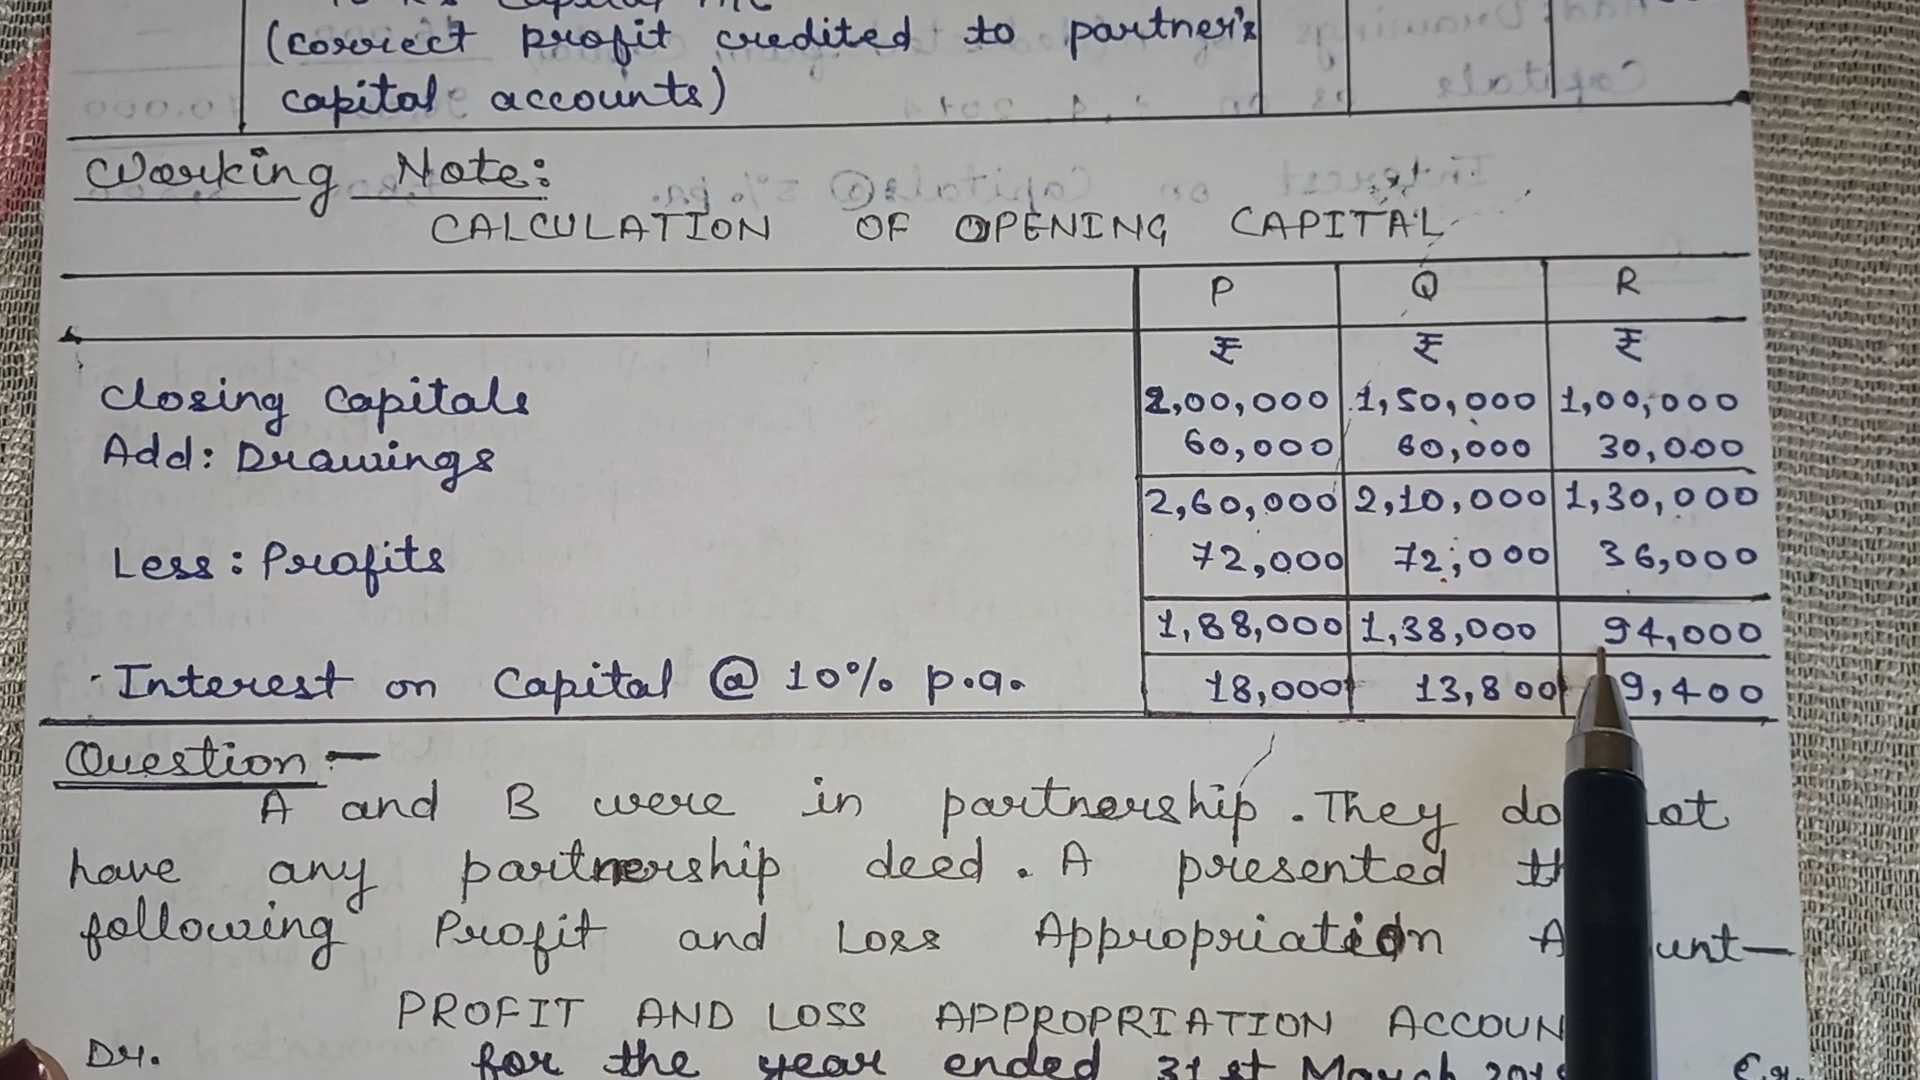 (correct profit credited to partner's
capital accounts)
Working Note:
CALCULATION OF OPENING CAPITAL
P Q R
₹ ₹ ₹
Closing Capitals 2,00,000 1,50,000 1,00,000
Add: Drawings 60,000 60,000 30,000
2,60,000 2,10,000 1,30,000
Less: Profits 72,000 72,000 36,000
1,88,000 1,38,000 94,000
Interest on Capital @ 10% p.a. 18,000 13,800 9,400
Question -
A and B were in partnership. They do
have any partnership deed. A presented
following Profit and Loss Appropriation
PROFIT AND LOSS APPROPRIATION ACCOUN
Dr. for the year ended 31st March Cr.